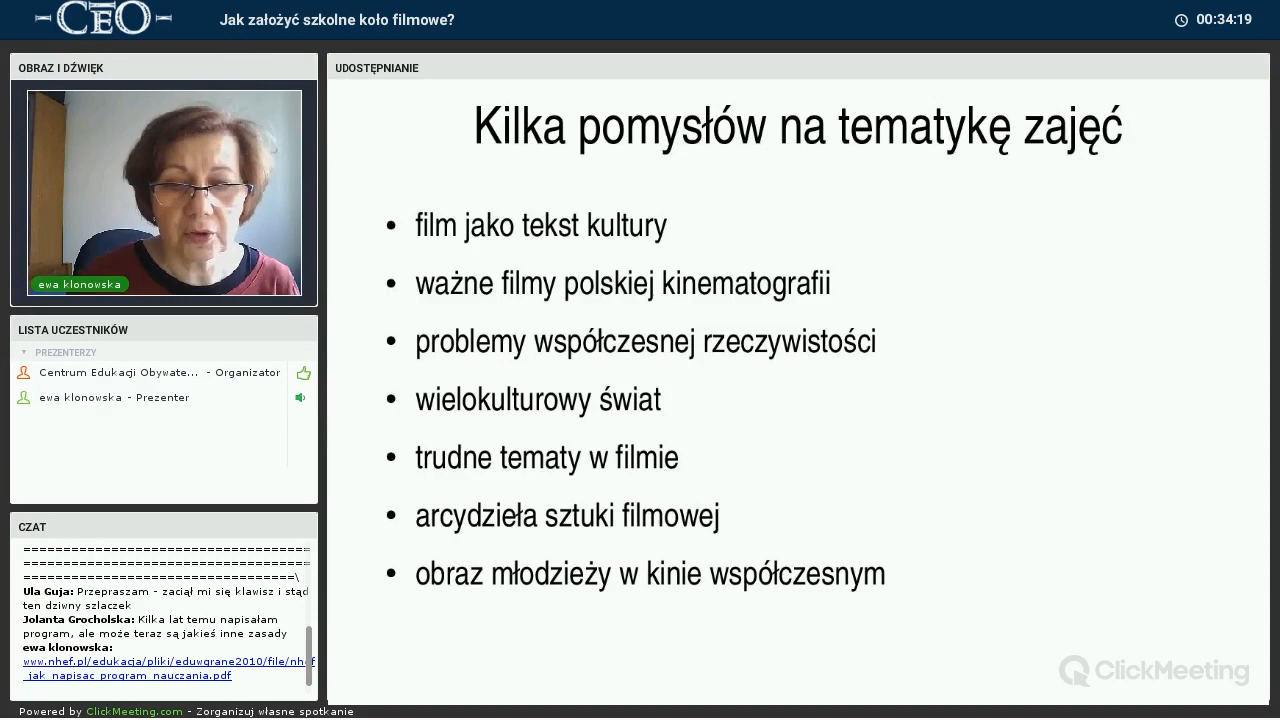 CEO
Jak założyć szkolne koło filmowe?
00:34:19
OBRAZ I DŹWIĘK
ewa klonowska
LISTA UCZESTNIKÓW
PREZENTERZY
Centrum Edukacji Obywate... - Organizator
ewa klonowska - Prezenter
CZAT
====================================
====================================
==================================\
Ula Guja: Przepraszam - zaciął mi się klawisz i stąd
ten dziwny szlaczek
Jolanta Grocholska: Kilka lat temu napisałam
program, ale może teraz są jakieś inne zasady
ewa klonowska:
www.nhef.pl/edukacja/pliki/eduwgrane2010/file/nhef
_jak_napisac_program_nauczania.pdf
UDOSTĘPNIANIE
Kilka pomysłów na tematykę zajęć
• film jako tekst kultury
• ważne filmy polskiej kinematografii
• problemy współczesnej rzeczywistości
• wielokulturowy świat
• trudne tematy w filmie
• arcydzieła sztuki filmowej
• obraz młodzieży w kinie współczesnym
ClickMeeting
Powered by ClickMeeting.com - Zorganizuj własne spotkanie